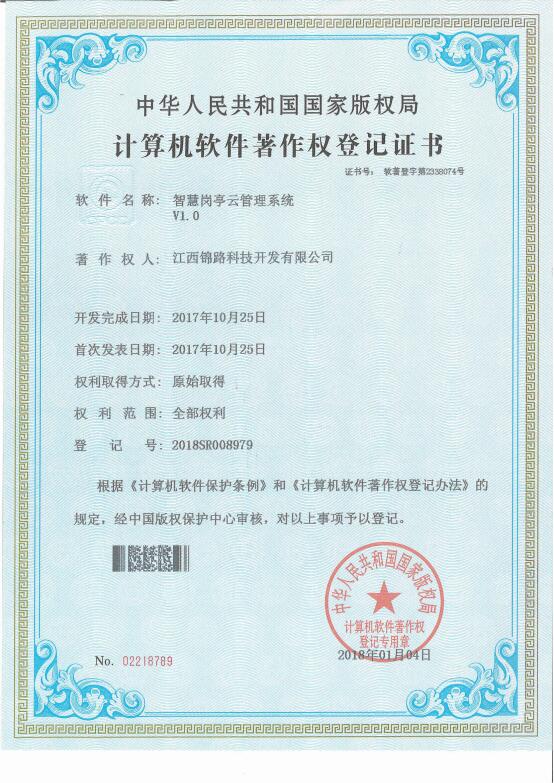 中华人民共和国国家版权局
计算机软件著作权登记证书
证书号： 软著登字第2338074号
软件名称： 智慧岗亭云管理系统
V1.0
著作权人： 江西锦路科技开发有限公司
开发完成日期： 2017年10月25日
首次发表日期： 2017年10月25日
权利取得方式： 原始取得
权利范围： 全部权利
登记号： 2018SR008979
根据《计算机软件保护条例》和《计算机软件著作权登记办法》的
规定，经中国版权保护中心审核，对以上事项予以登记。
中华人民共和国国家版权局
计算机软件著作权
登记专用章
2018年01月04日
No. 02218789